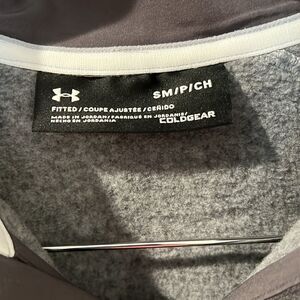 SM/P/CH
FITTED / COUPE AJUSTÉE / CEÑIDO
MADE IN JORDAN / FABRIQUÉ EN JORDANIE /
HECHO EN JORDANIA
COLDGEAR